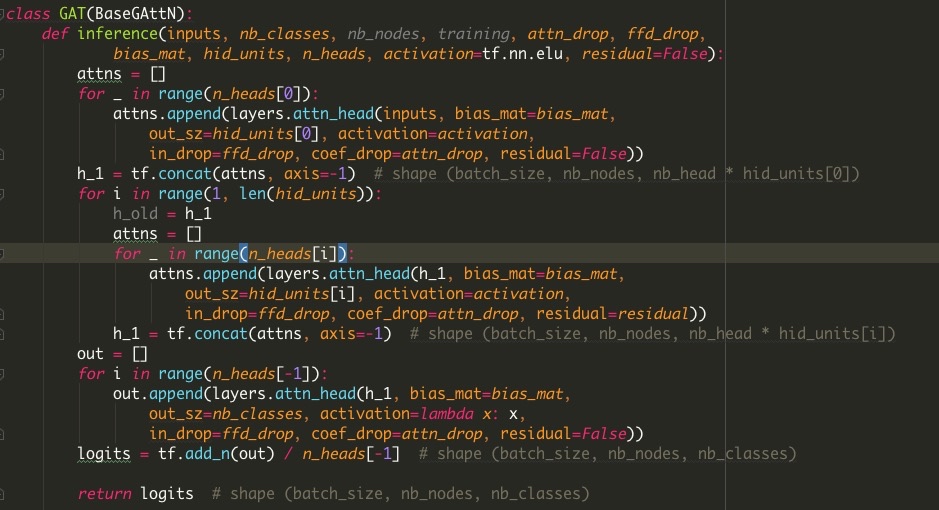 class GAT(BaseGAttN):
    def inference(inputs, nb_classes, nb_nodes, training, attn_drop, ffd_drop,
            bias_mat, hid_units, n_heads, activation=tf.nn.elu, residual=False):
        attns = []
        for _ in range(n_heads[0]):
            attns.append(layers.attn_head(inputs, bias_mat=bias_mat,
                out_sz=hid_units[0], activation=activation,
                in_drop=ffd_drop, coef_drop=attn_drop, residual=False))
        h_1 = tf.concat(attns, axis=-1)  # shape (batch_size, nb_nodes, nb_head * hid_units[0])
        for i in range(1, len(hid_units)):
            h_old = h_1
            attns = []
            for _ in range(n_heads[i]):
                attns.append(layers.attn_head(h_1, bias_mat=bias_mat,
                    out_sz=hid_units[i], activation=activation,
                    in_drop=ffd_drop, coef_drop=attn_drop, residual=residual))
            h_1 = tf.concat(attns, axis=-1)  # shape (batch_size, nb_nodes, nb_head * hid_units[i])
        out = []
        for i in range(n_heads[-1]):
            out.append(layers.attn_head(h_1, bias_mat=bias_mat,
                out_sz=nb_classes, activation=lambda x: x,
                in_drop=ffd_drop, coef_drop=attn_drop, residual=False))
        logits = tf.add_n(out) / n_heads[-1]  # shape (batch_size, nb_nodes, nb_classes)
        return logits  # shape (batch_size, nb_nodes, nb_classes)